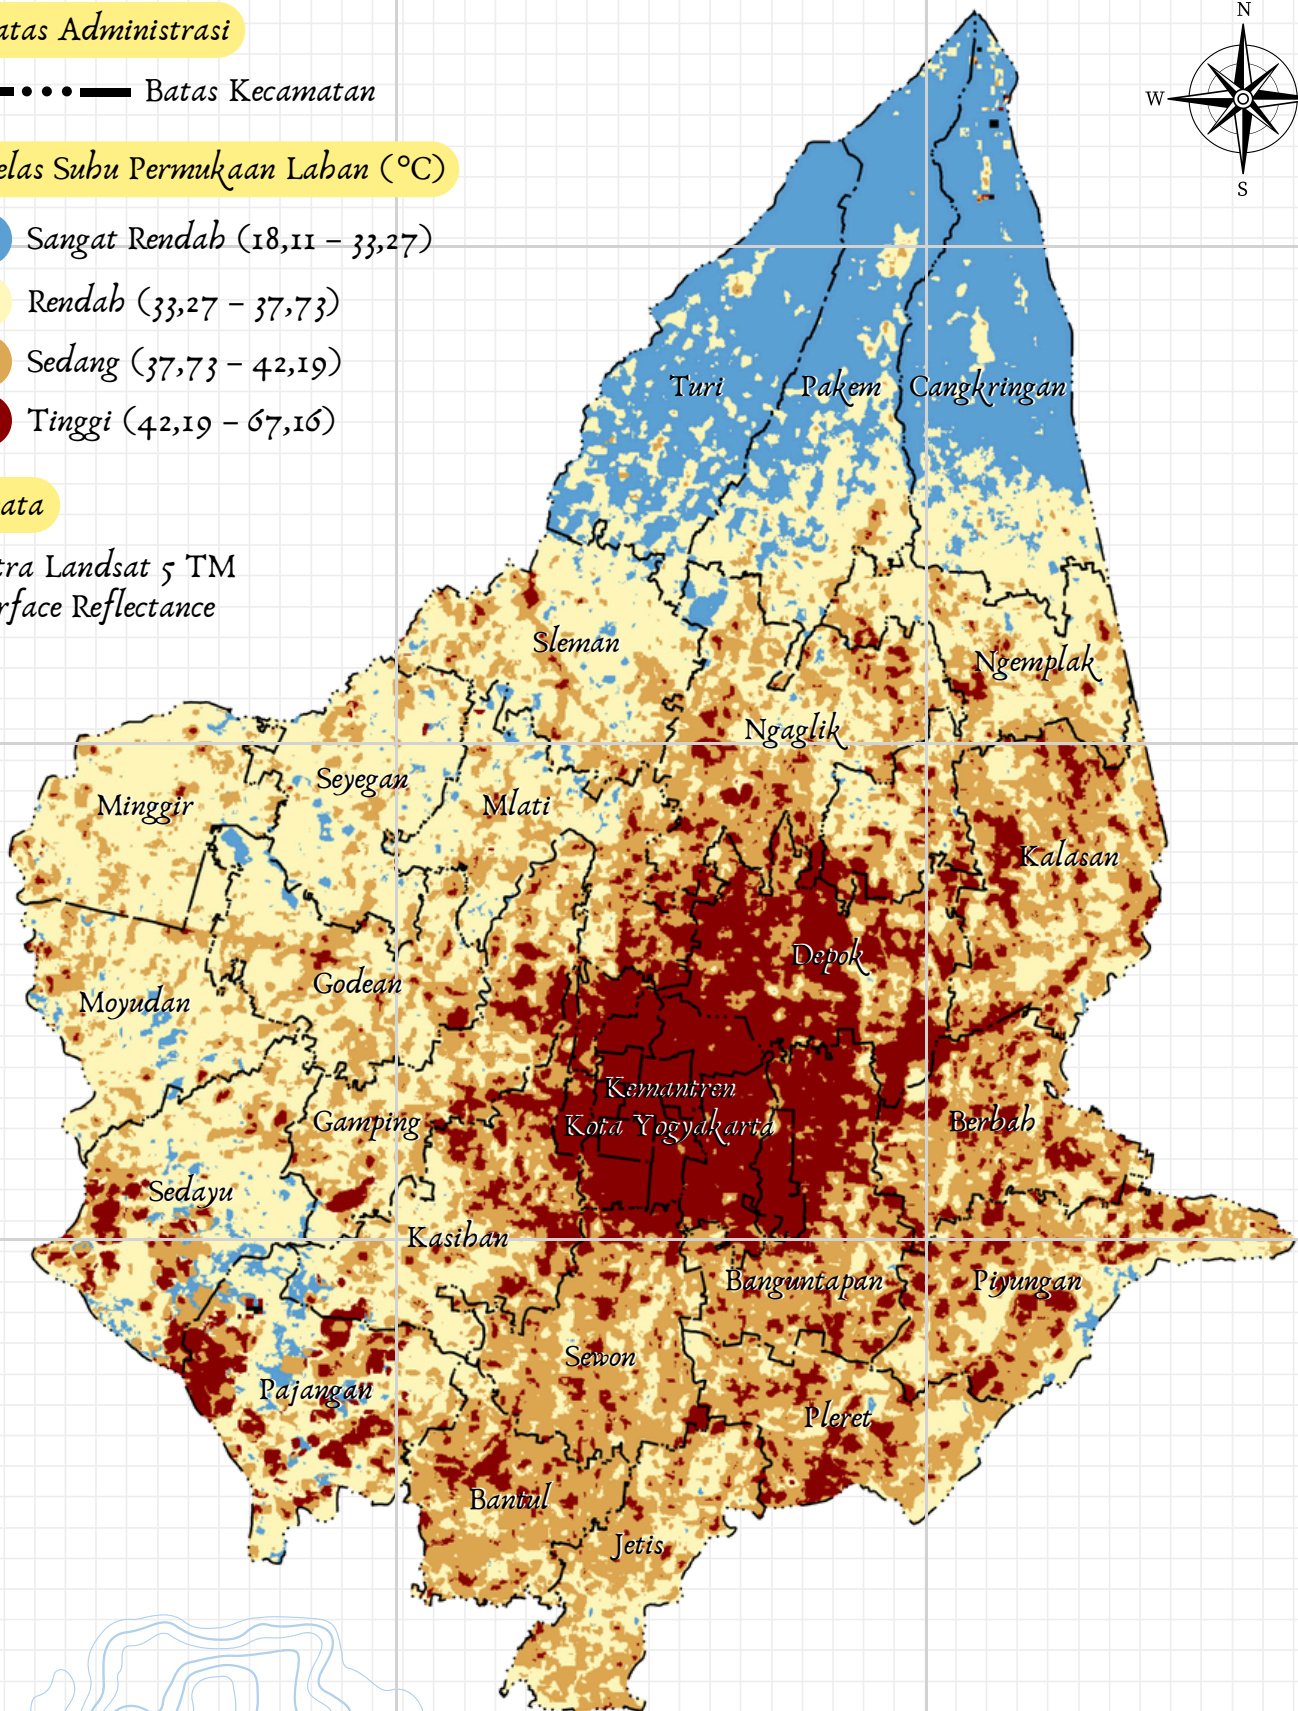 atas Administrasi
Batas Kecamatan
elas Suhu Permukaan Lahan (°C)
Sangat Rendah (18,11 – 33,27)
Rendah (33,27 – 37,73)
Sedang (37,73 – 42,19)
Tinggi (42,19 – 67,16)
ata
tra Landsat 5 TM
rface Reflectance
N
W
S
Turi
Pakem
Cangkringan
Sleman
Ngemplak
Ngaglik
Seyegan
Minggir
Mlati
Kalasan
Depok
Godean
Moyudan
Kemantren
Kota Yogyakarta
Gamping
Berbah
Sedayu
Kasihan
Banguntapan
Piyungan
Sewon
Pajangan
Pleret
Bantul
Jetis